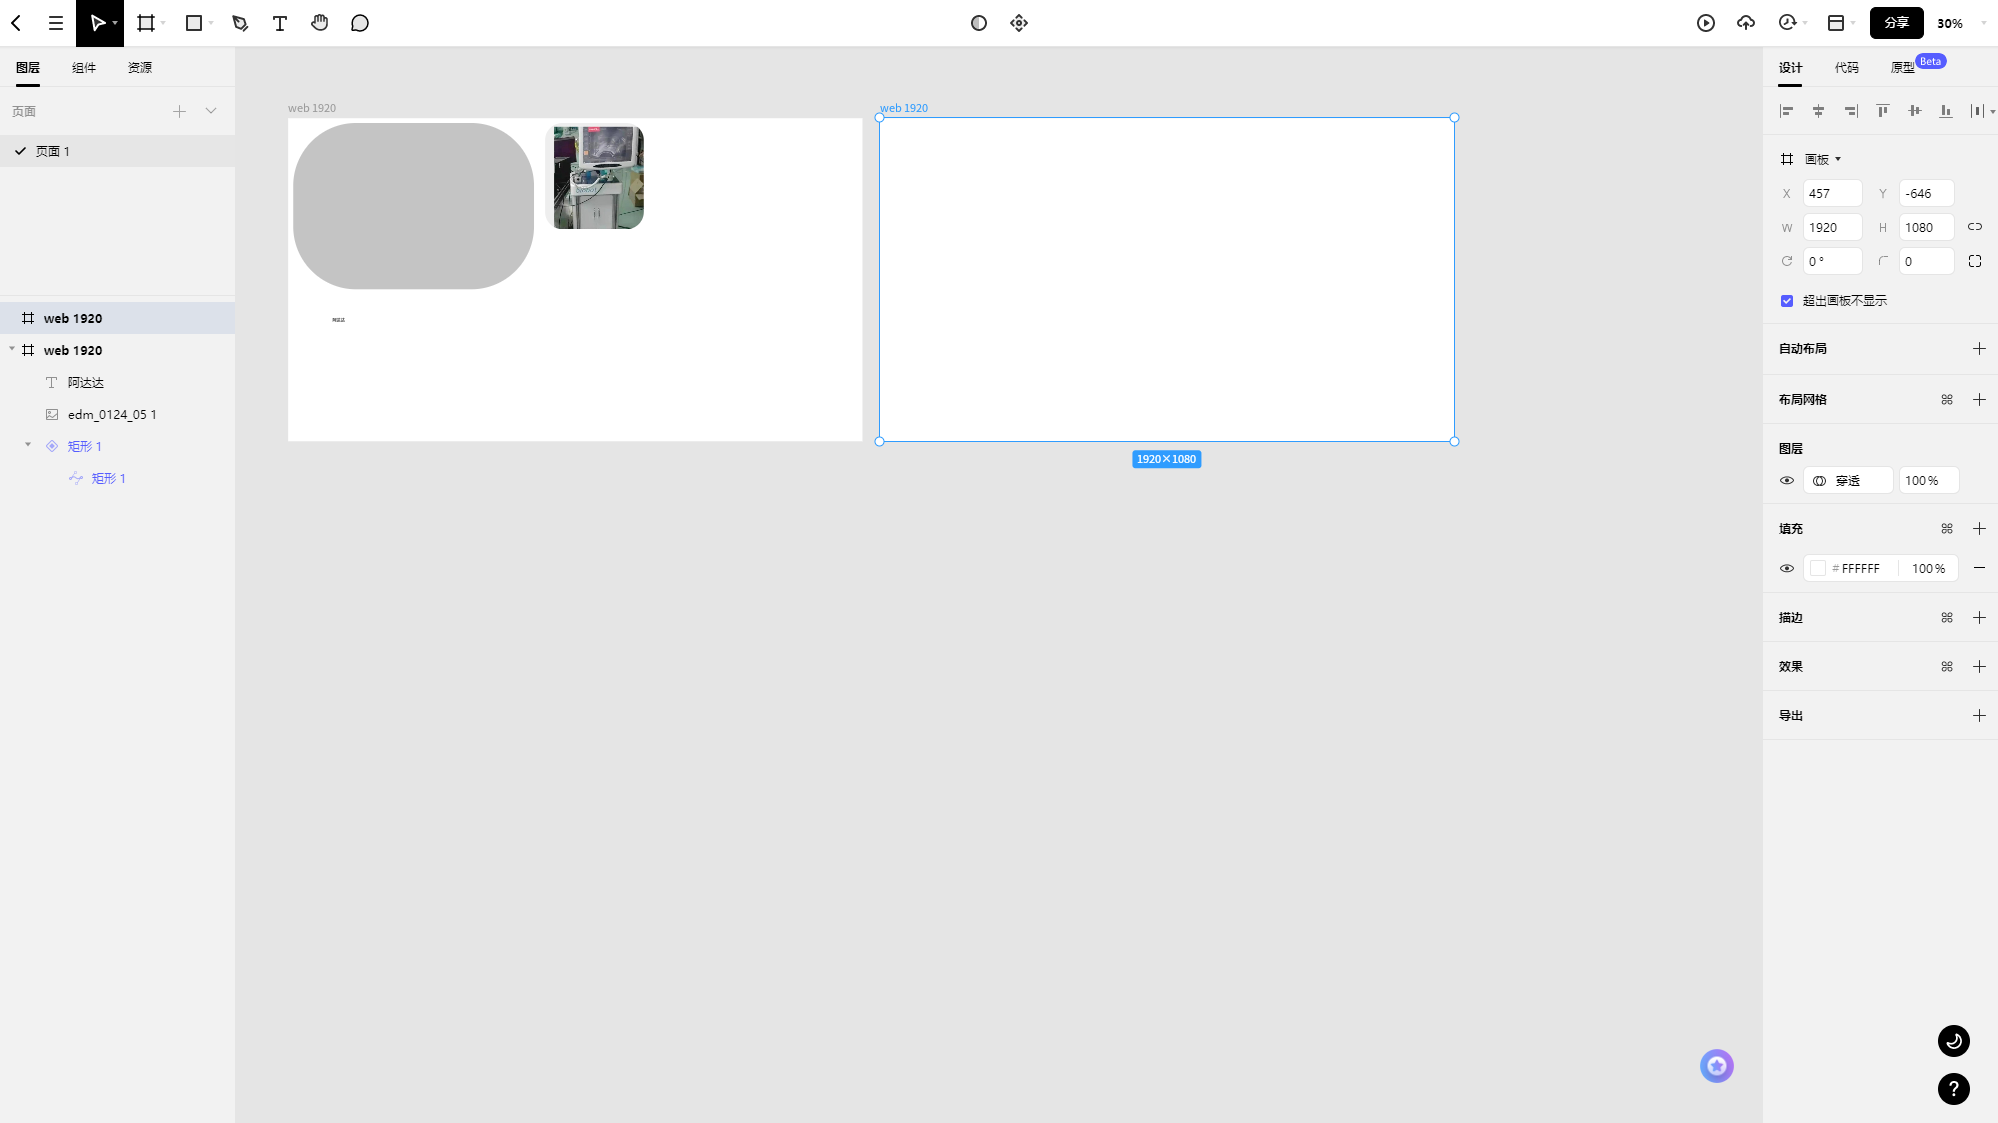 分享
30%
图层 组件 资源
页面
页面 1
web 1920
web 1920
阿达达
edm_0124_05 1
矩形 1
矩形 1
web 1920
阿达达
web 1920
1920×1080
设计 代码 原型 Beta
画板
X 457 Y -646
W 1920 H 1080
0° 0
超出画板不显示
自动布局
布局网格
图层
穿透 100%
填充
# FFFFFF 100%
描边
效果
导出
?